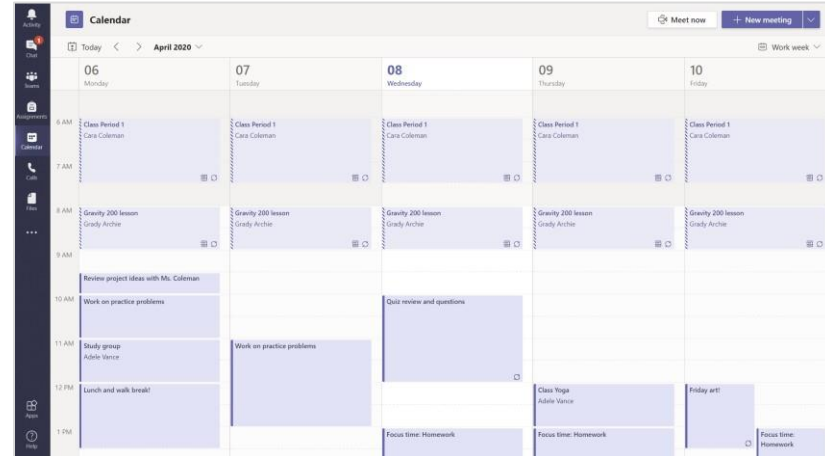 Activity
Calendar
Meet now
+ New meeting
1
Chat
Today
April 2020
Work week
Teams
06
Monday
07
Tuesday
08
Wednesday
09
Thursday
10
Friday
Assignments
Calendar
Calls
Files
...
Apps
Help
6 AM
7 AM
8 AM
9 AM
10 AM
11 AM
12 PM
1 PM
Class Period 1
Cara Coleman
Class Period 1
Cara Coleman
Class Period 1
Cara Coleman
Class Period 1
Cara Coleman
Class Period 1
Cara Coleman
Gravity 200 lesson
Grady Archie
Gravity 200 lesson
Grady Archie
Gravity 200 lesson
Grady Archie
Gravity 200 lesson
Grady Archie
Gravity 200 lesson
Grady Archie
Review project ideas with Ms. Coleman
Work on practice problems
Quiz review and questions
Study group
Adele Vance
Work on practice problems
Lunch and walk break!
Class Yoga
Adele Vance
Friday art!
Focus time: Homework
Focus time: Homework
Focus time:
Homework